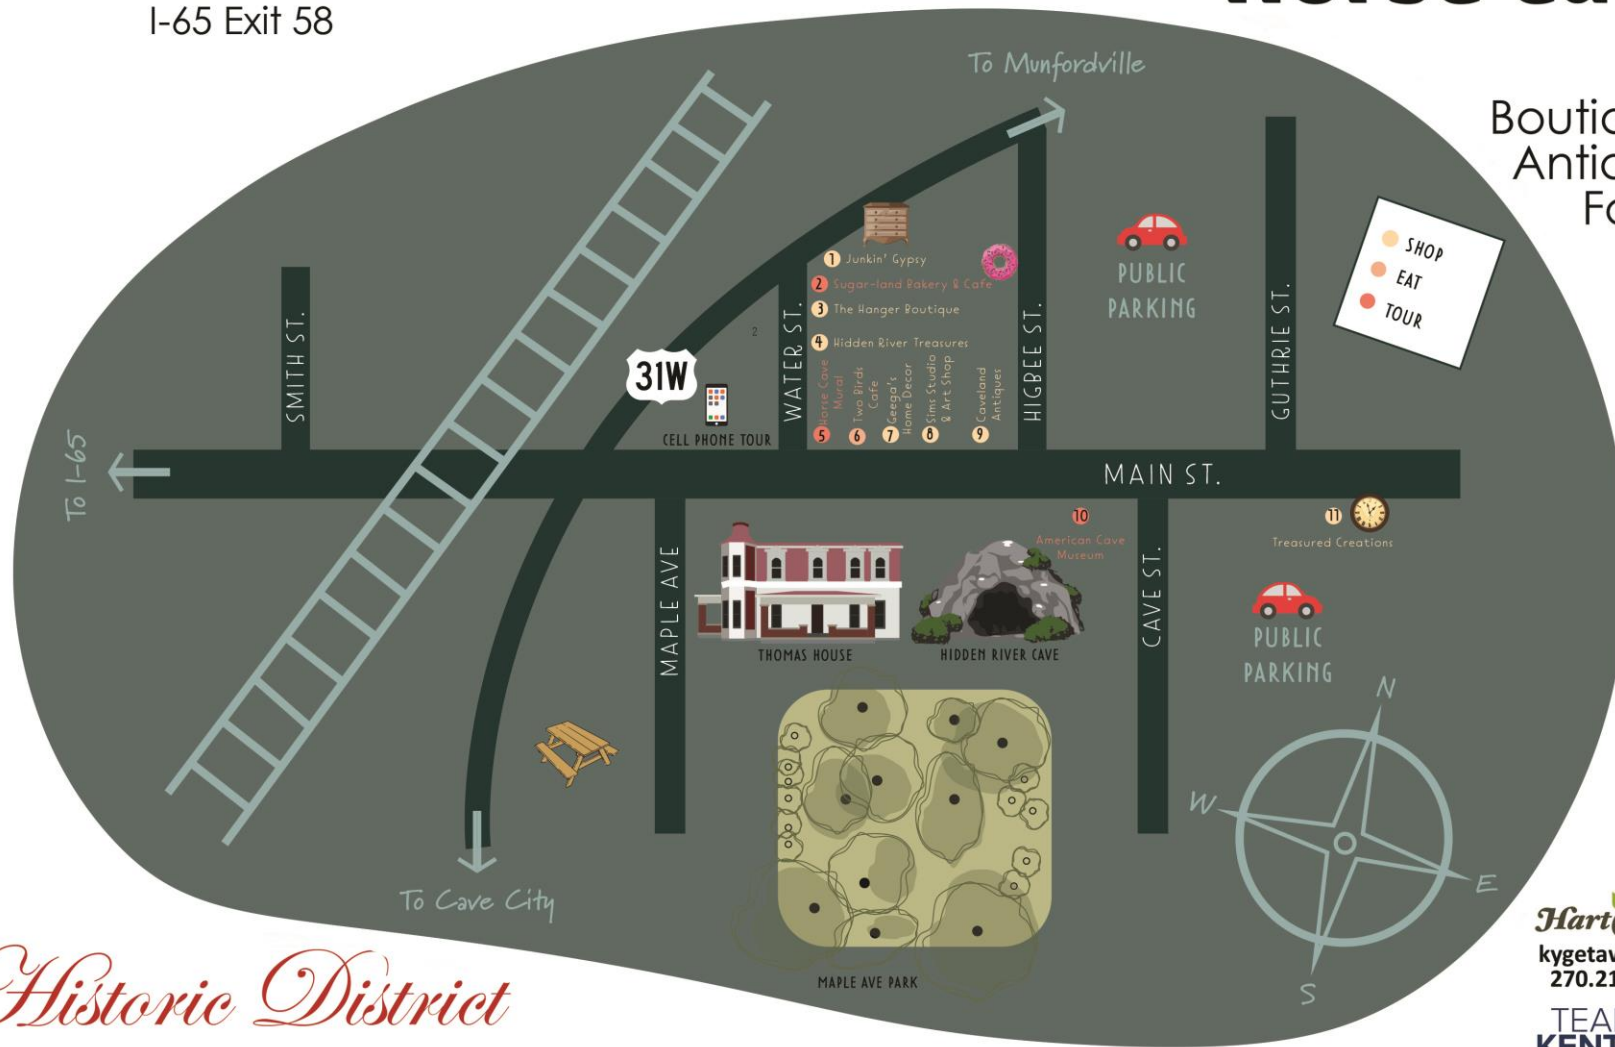 I-65 Exit 58
To Munfordville
PUBLIC
PARKING
SHOP
EAT
TOUR
1 Junkin' Gypsy
2 Sugar-land Bakery & Cafe
3 The Hanger Boutique
4 Hidden River Treasures
5 Horse Cave
Mural
6 Two Birds
Cafe
7 Geega's
Home Decor
8 Sims Studio
& Art Shop
9 Caveland
Antiques
2
SMITH ST.
31W
CELL PHONE TOUR
WATER ST.
HIGBEE ST.
GUTHRIE ST.
To I-65
MAIN ST.
10
American Cave
Museum
11
Treasured Creations
MAPLE AVE
THOMAS HOUSE
HIDDEN RIVER CAVE
CAVE ST.
PUBLIC
PARKING
N
W
E
S
To Cave City
MAPLE AVE PARK
Historic District
Hart
270.21
TEA
KENT